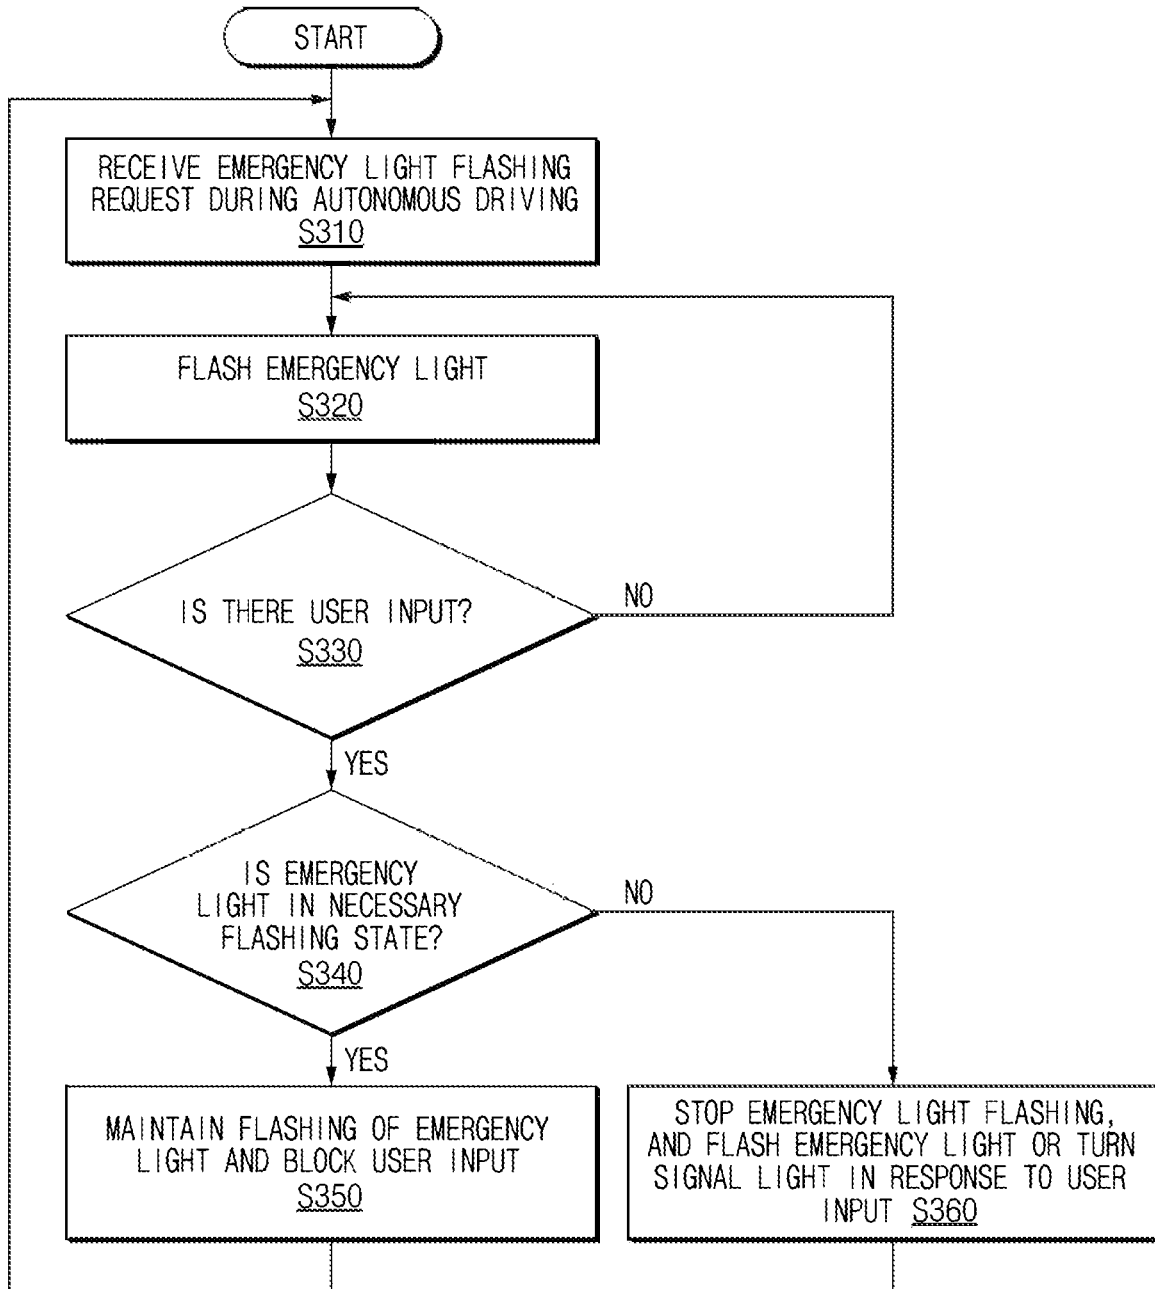 START
RECEIVE EMERGENCY LIGHT FLASHING
REQUEST DURING AUTONOMOUS DRIVING
S310
FLASH EMERGENCY LIGHT
S320
IS THERE USER INPUT?
S330
NO
YES
IS EMERGENCY
LIGHT IN NECESSARY
FLASHING STATE?
S340
NO
YES
MAINTAIN FLASHING OF EMERGENCY
LIGHT AND BLOCK USER INPUT
S350
STOP EMERGENCY LIGHT FLASHING,
AND FLASH EMERGENCY LIGHT OR TURN
SIGNAL LIGHT IN RESPONSE TO USER
INPUT S360